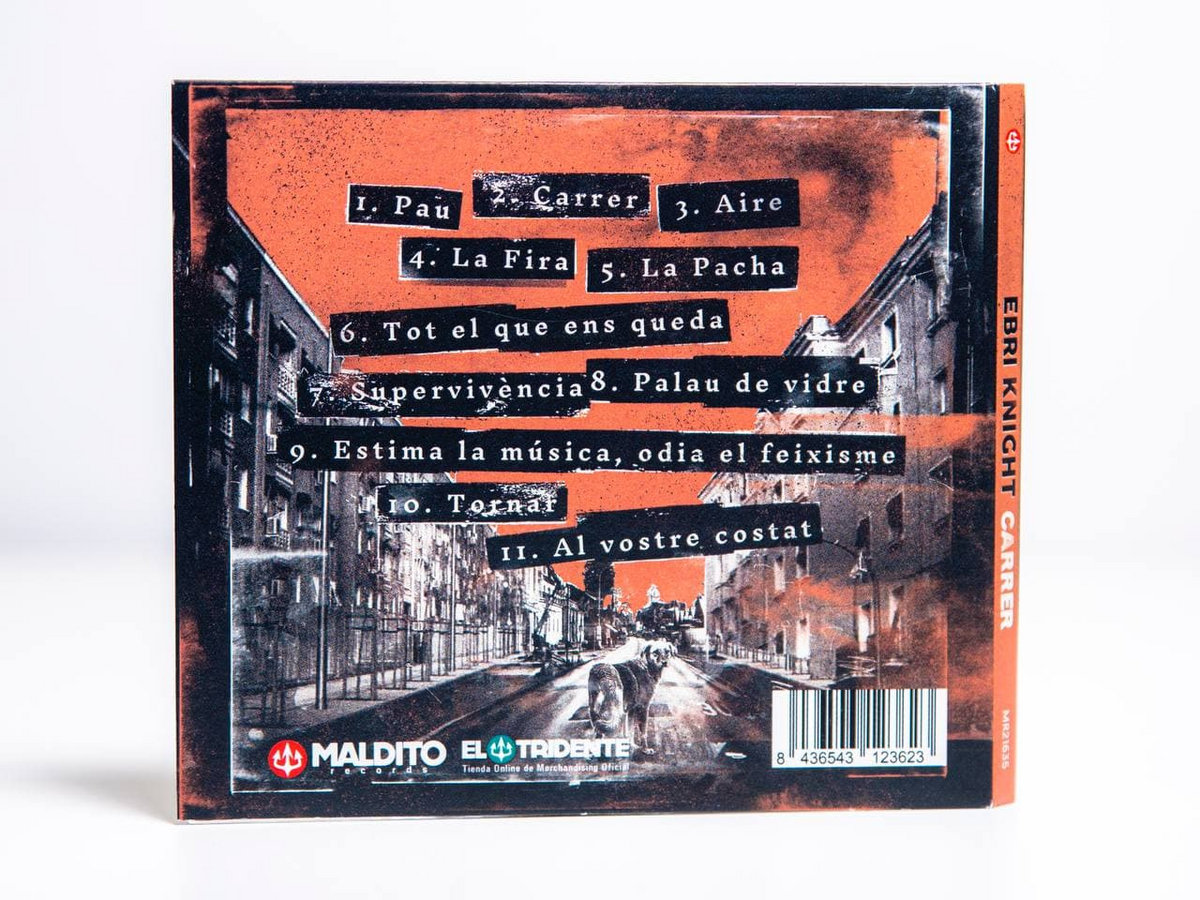 1. Pau
2. Carrer
3. Aire
4. La Fira
5. La Pacha
6. Tot el que ens queda
7. Supervivència
8. Palau de vidre
9. Estima la música, odia el feixisme
10. Tornar
11. Al vostre costat
MALDITO
records
EL TRIDENTE
Tienda Online de Merchandising Oficial
8 436543 123623
EBRI KNIGHT CARRER
MR21635